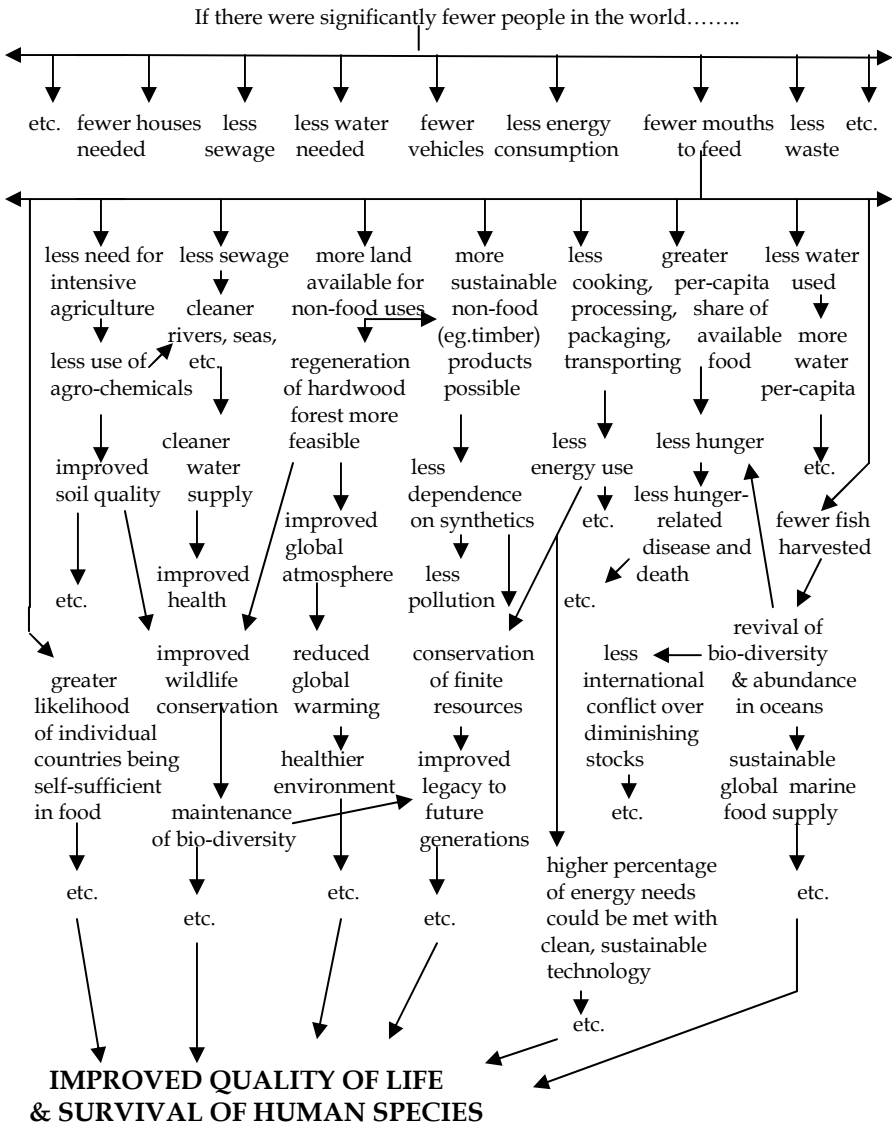 If there were significantly fewer people in the world……..
etc.
fewer houses
needed
less
sewage
less water
needed
fewer
vehicles
less energy
consumption
fewer mouths
to feed
less
waste
etc.
less need for
intensive
agriculture
less sewage
more land
available for
non-food uses
more
sustainable
non-food
(eg.timber)
products
possible
less
cooking,
processing,
packaging,
transporting
greater
per-capita
share of
available
food
less water
used
cleaner
rivers, seas,
etc.
more
water
per-capita
less use of
agro-chemicals
regeneration
of hardwood
forest more
feasible
improved
soil quality
cleaner
water
supply
less
dependence
on synthetics
less
energy use
less hunger
etc.
improved
global
atmosphere
etc.
less hunger-
related
disease and
death
fewer fish
harvested
etc.
improved
health
less
pollution
etc.
greater
likelihood
of individual
countries being
self-sufficient
in food
improved
wildlife
conservation
reduced
global
warming
conservation
of finite
resources
less
international
conflict over
diminishing
stocks
revival of
bio-diversity
& abundance
in oceans
healthier
environment
improved
legacy to
future
generations
sustainable
global marine
food supply
maintenance
of bio-diversity
etc.
higher percentage
of energy needs
could be met with
clean, sustainable
technology
etc.
etc.
etc.
etc.
etc.
etc.
IMPROVED QUALITY OF LIFE
& SURVIVAL OF HUMAN SPECIES